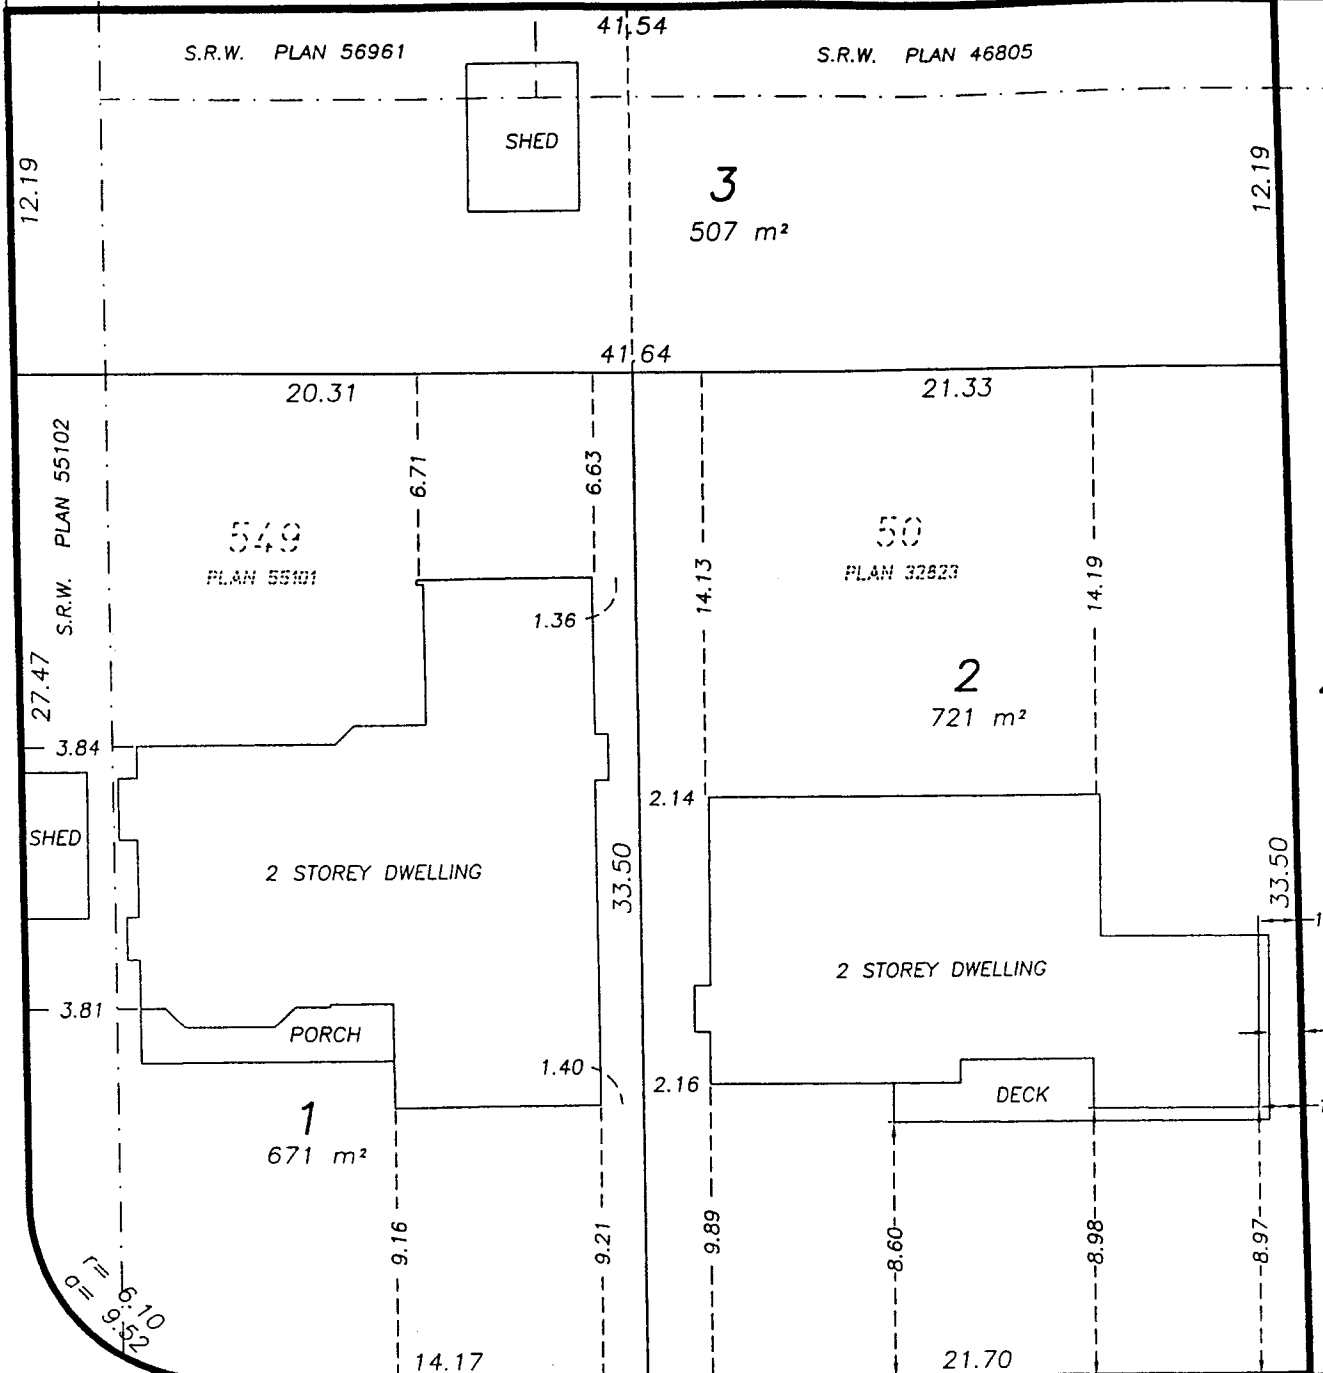 41.54
S.R.W. PLAN 56961
S.R.W. PLAN 46805
SHED
12.19
12.19
3
507 m²
41.64
20.31
21.33
S.R.W. PLAN 55102
6.71
6.63
549
PLAN 55101
50
PLAN 32823
14.13
14.19
1.36
27.47
2
721 m²
3.84
2.14
SHED
2 STOREY DWELLING
33.50
33.50
2 STOREY DWELLING
3.81
PORCH
1.40
2.16
DECK
1
671 m²
9.16
9.21
9.89
8.60
8.98
8.97
r= 6.10
a= 9.52
14.17
21.70